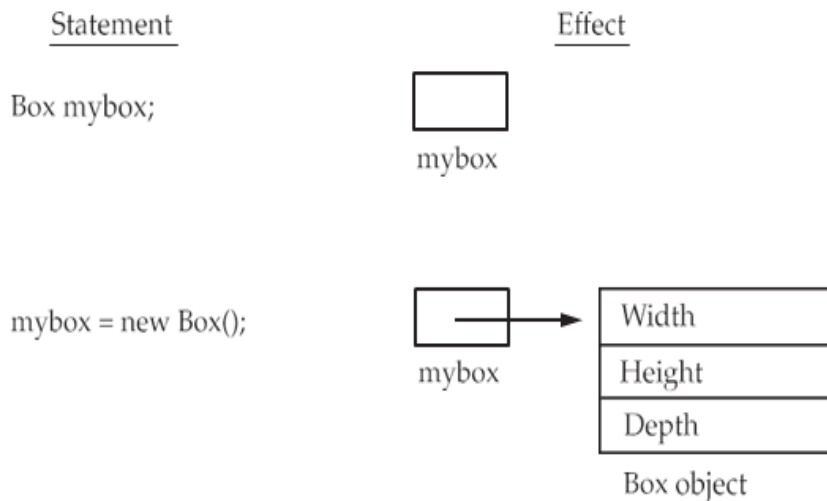 Statement
Effect
Box mybox;
mybox
mybox = new Box();
mybox
Width
Height
Depth
Box object